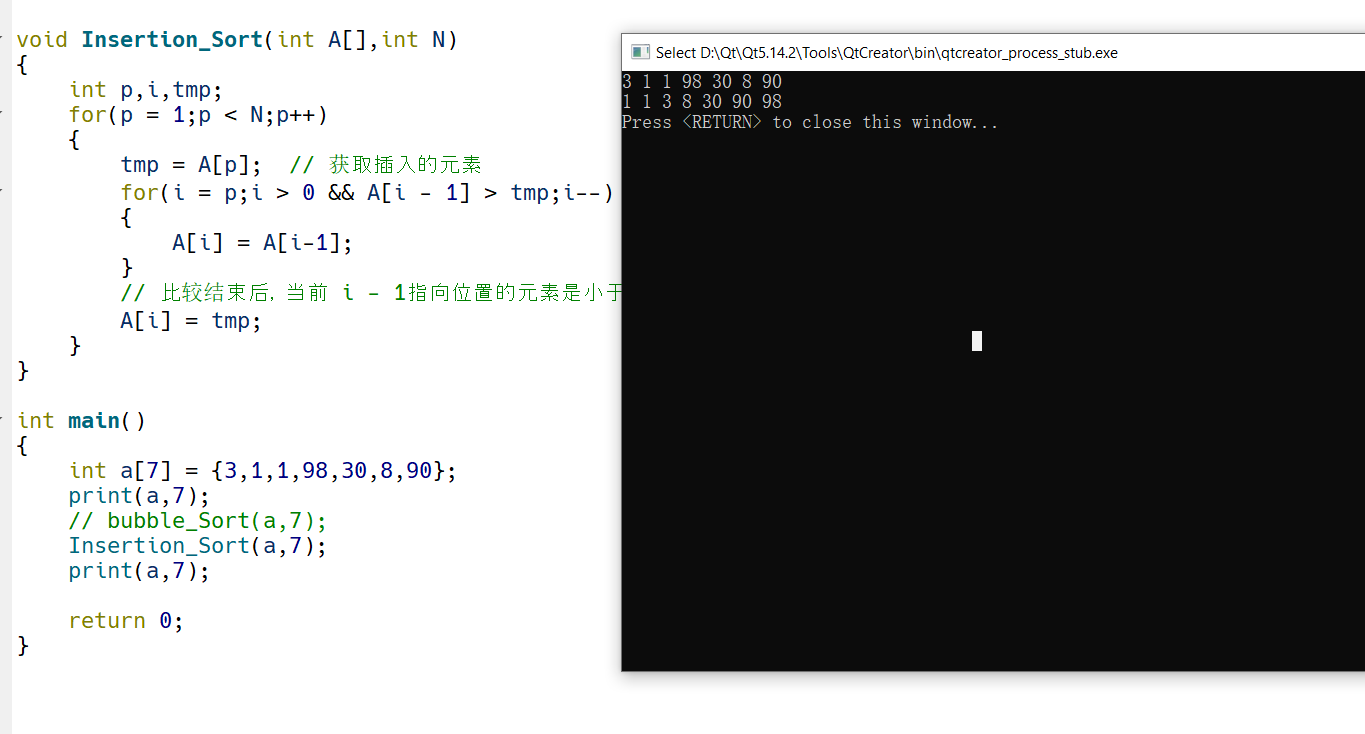 void Insertion_Sort(int A[],int N)
{
int p,i,tmp;
for(p = 1;p < N;p++)
{
tmp = A[p];  // 获取插入的元素
for(i = p;i > 0 && A[i - 1] > tmp;i--)
{
A[i] = A[i-1];
}
// 比较结束后, 当前 i - 1指向位置的元素是小于
A[i] = tmp;
}
}
int main()
{
int a[7] = {3,1,1,98,30,8,90};
print(a,7);
// bubble_Sort(a,7);
Insertion_Sort(a,7);
print(a,7);
return 0;
}
Select D:\Qt\Qt5.14.2\Tools\QtCreator\bin\qtcreator_process_stub.exe
3 1 1 98 30 8 90
1 1 3 8 30 90 98
Press <RETURN> to close this window...